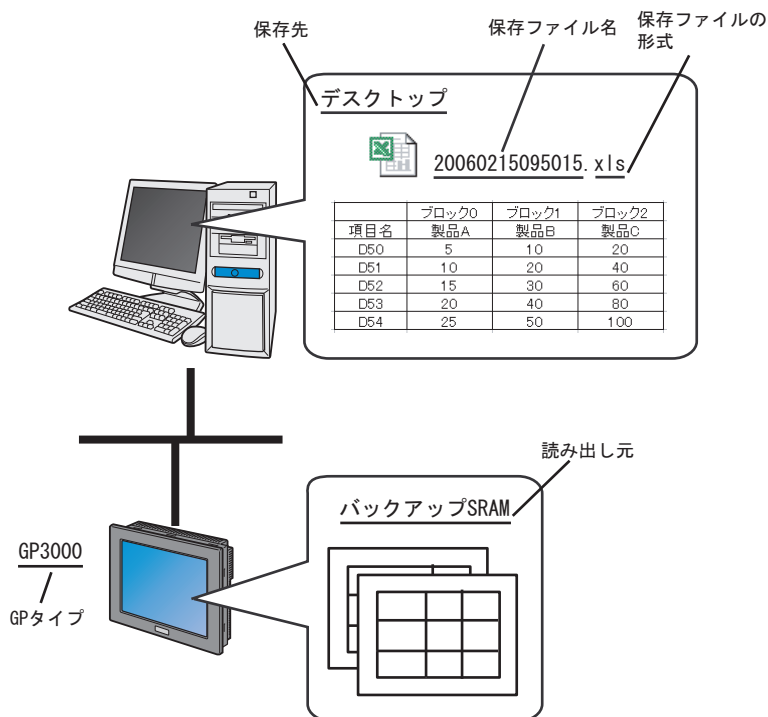 保存先
保存ファイル名
保存ファイルの
形式
デスクトップ
20060215095015.xls
ブロック0 ブロック1 ブロック2
項目名 製品A 製品B 製品C
D50 5 10 20
D51 10 20 40
D52 15 30 60
D53 20 40 80
D54 25 50 100
読み出し元
バックアップSRAM
GP3000
GPタイプ